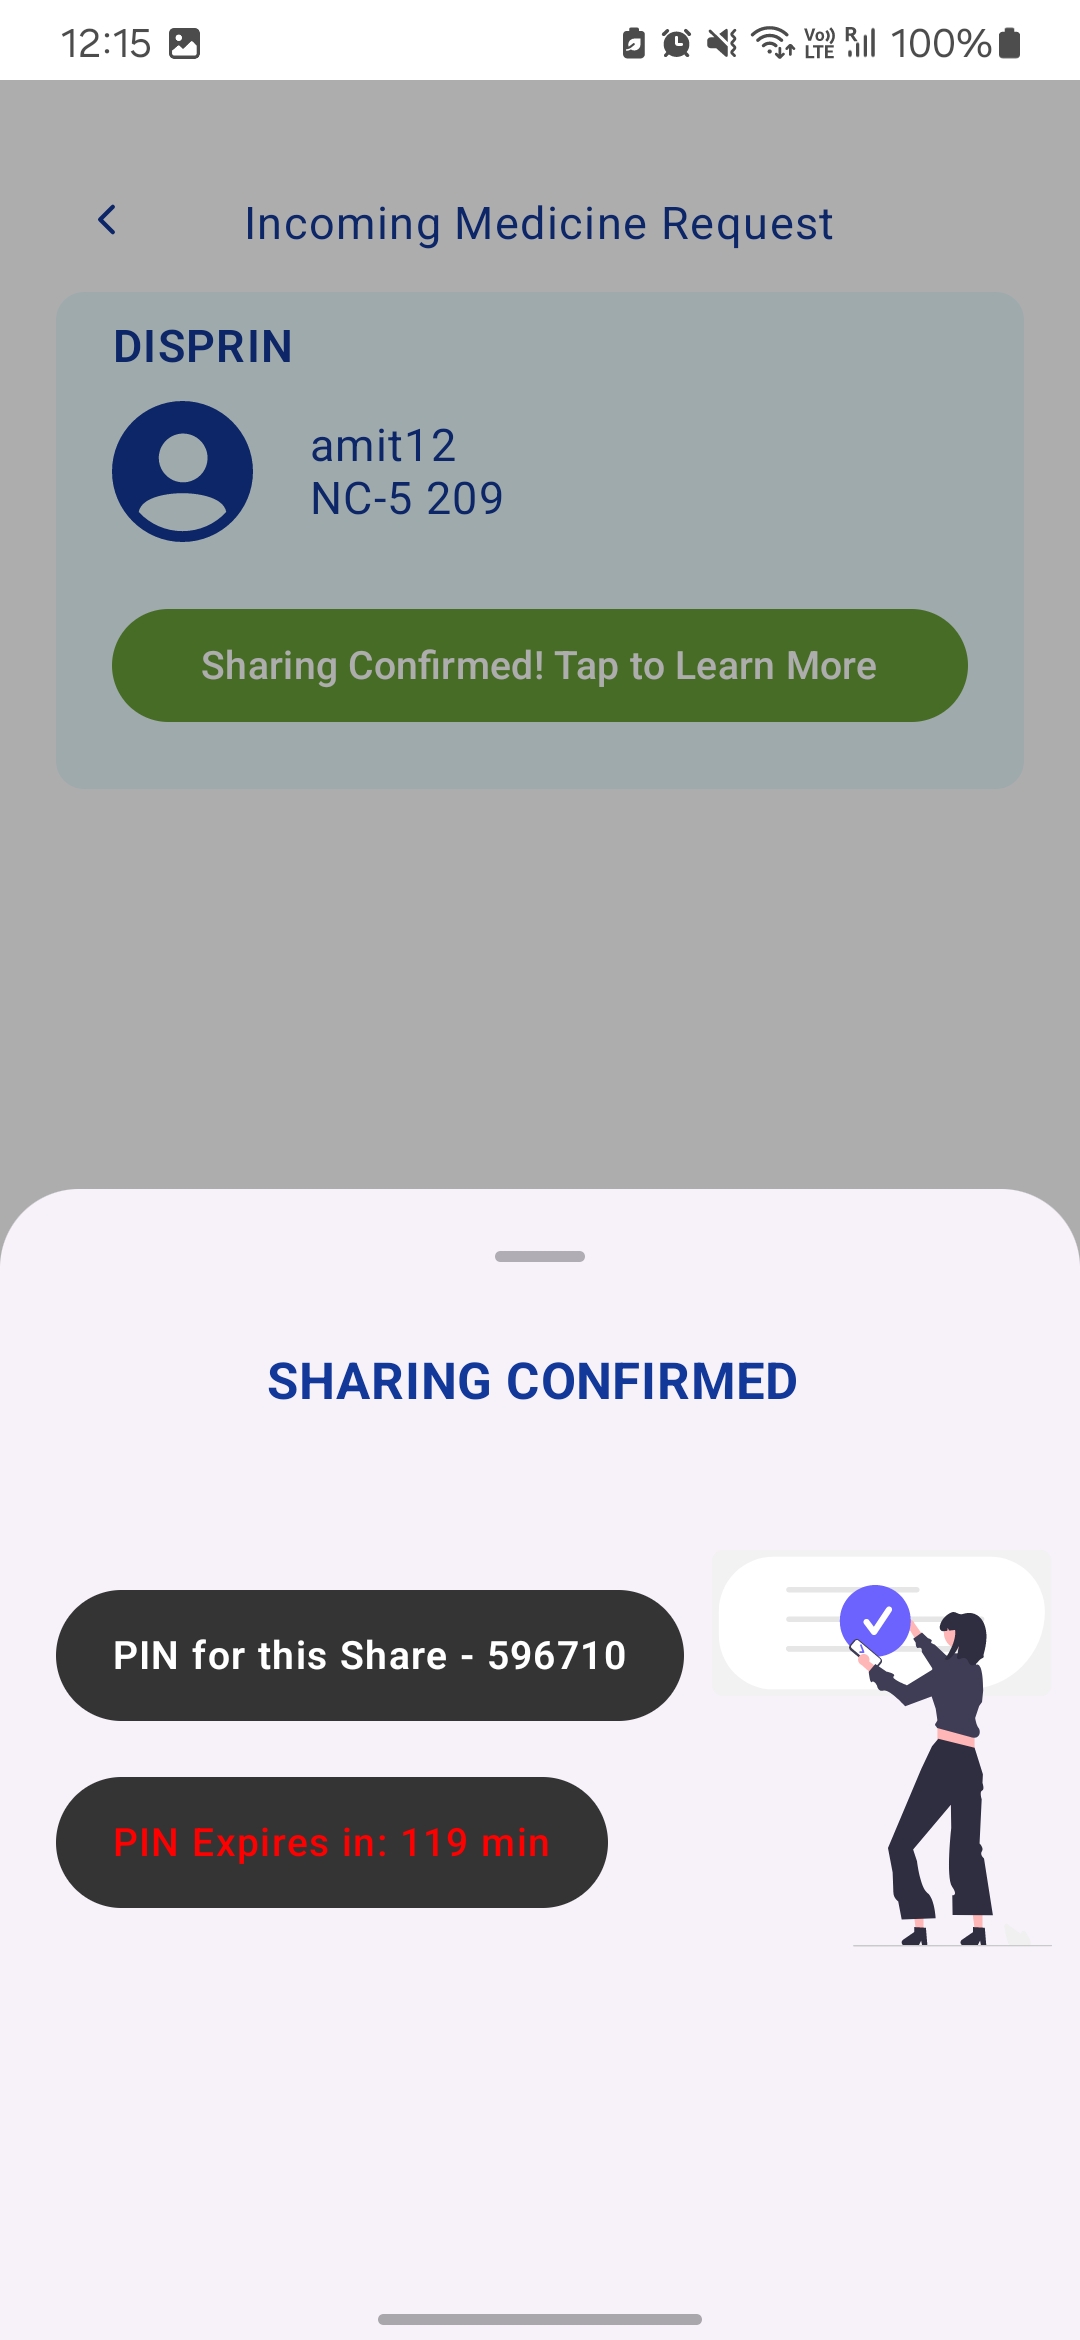 12:15
Vo)) LTE
R
100%
Incoming Medicine Request
DISPRIN
amit12
NC-5 209
Sharing Confirmed! Tap to Learn More
SHARING CONFIRMED
PIN for this Share - 596710
PIN Expires in: 119 min